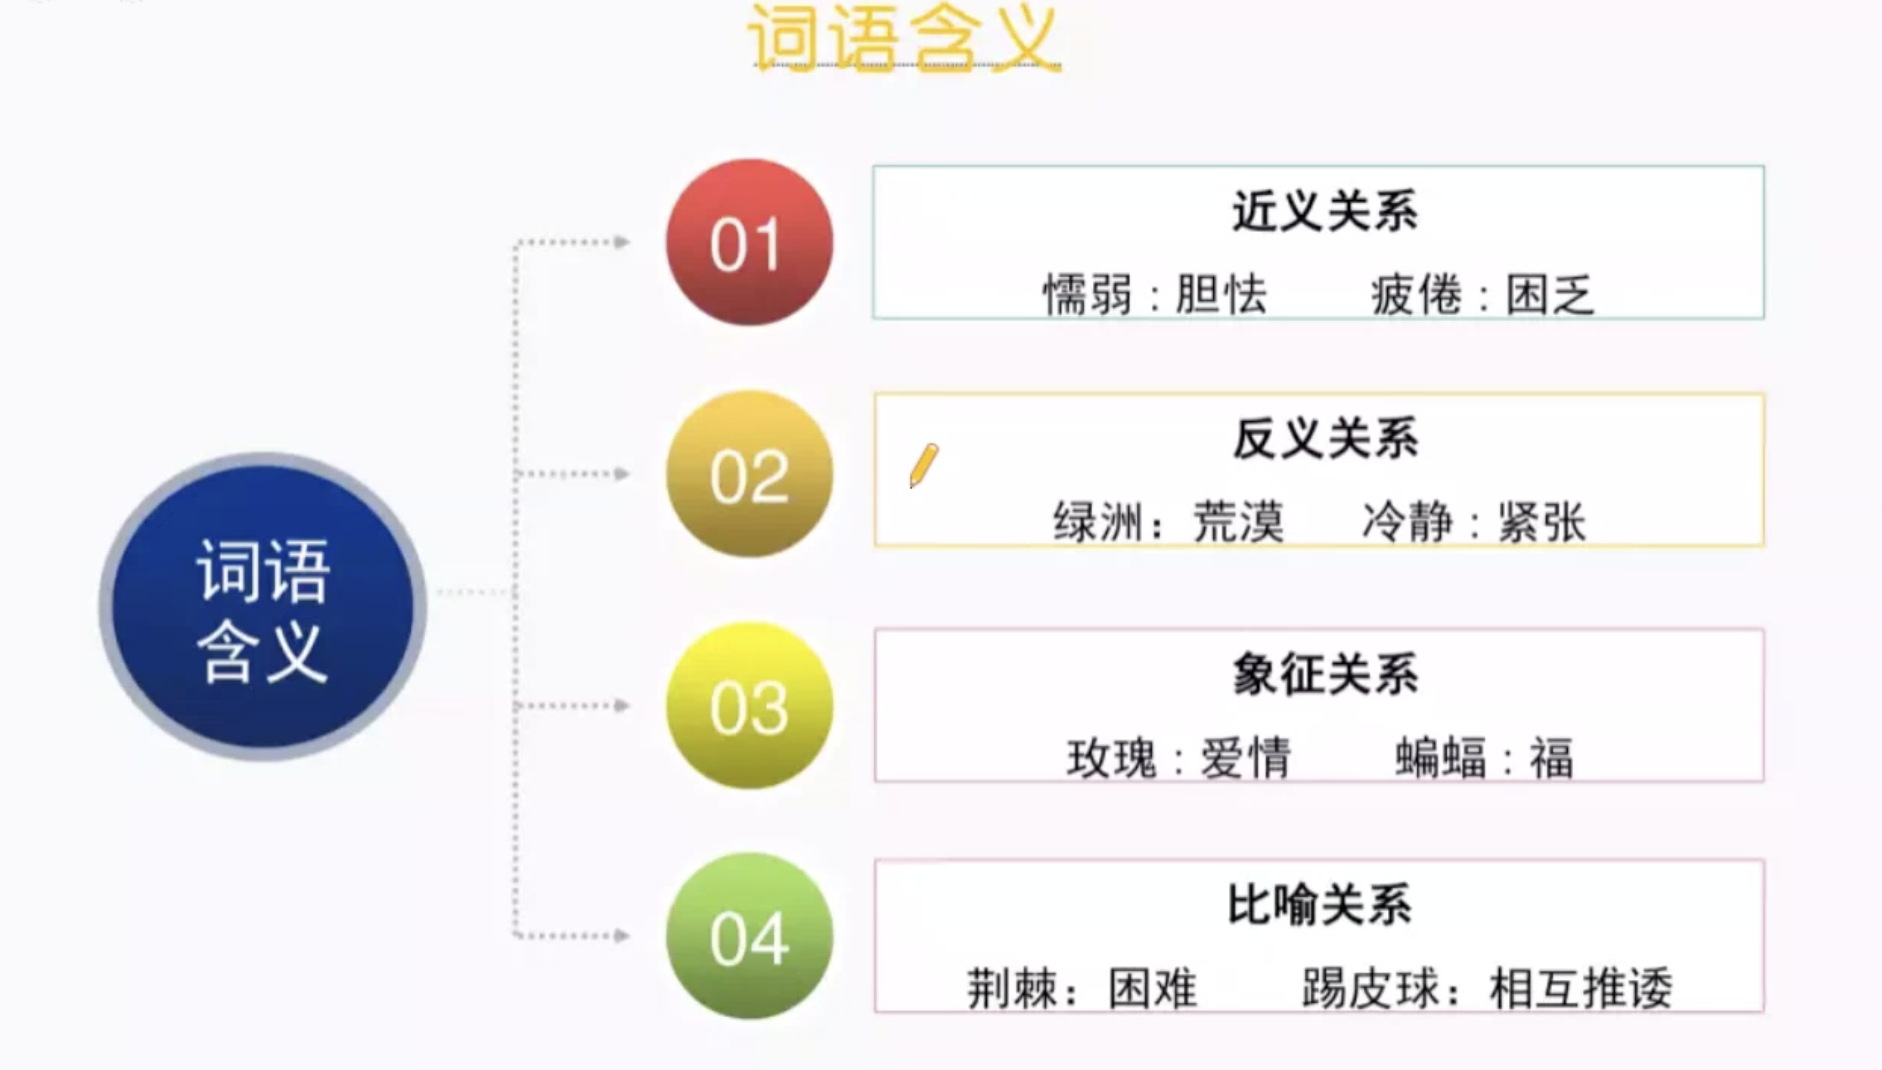 词语含义
词语
含义
01
近义关系
懦弱：胆怯 疲倦：困乏
02
反义关系
绿洲：荒漠 冷静：紧张
03
象征关系
玫瑰：爱情 蝙蝠：福
04
比喻关系
荆棘：困难 踢皮球：相互推诿